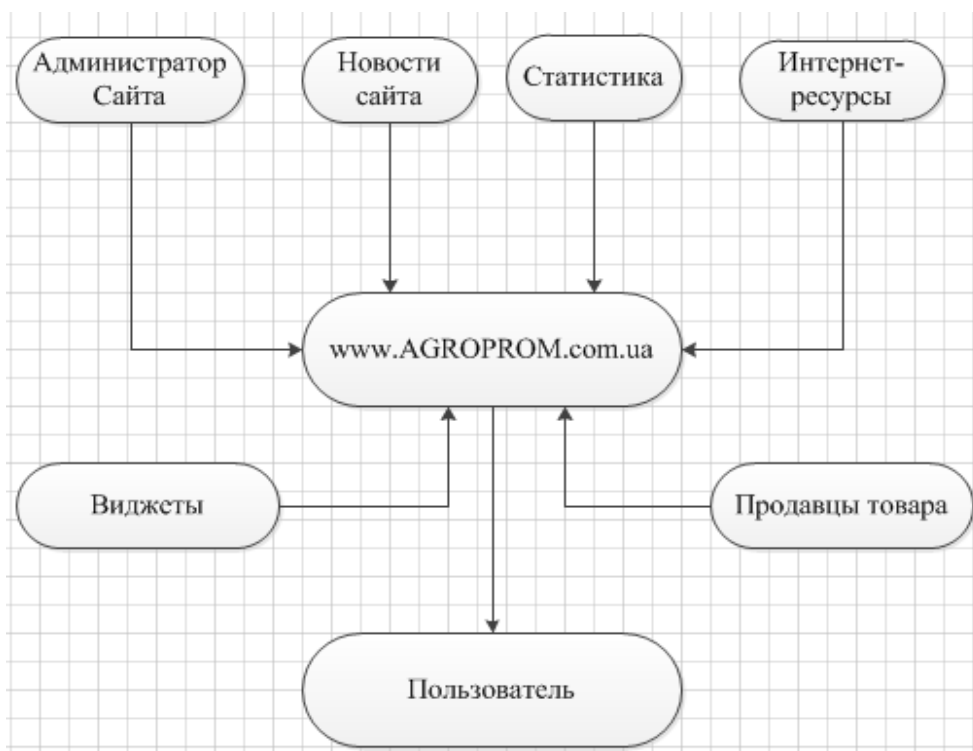 Администратор
Сайта
Новости
сайта
Статистика
Интернет-
ресурсы
www.AGROPROM.com.ua
Виджеты
Продавцы товара
Пользователь